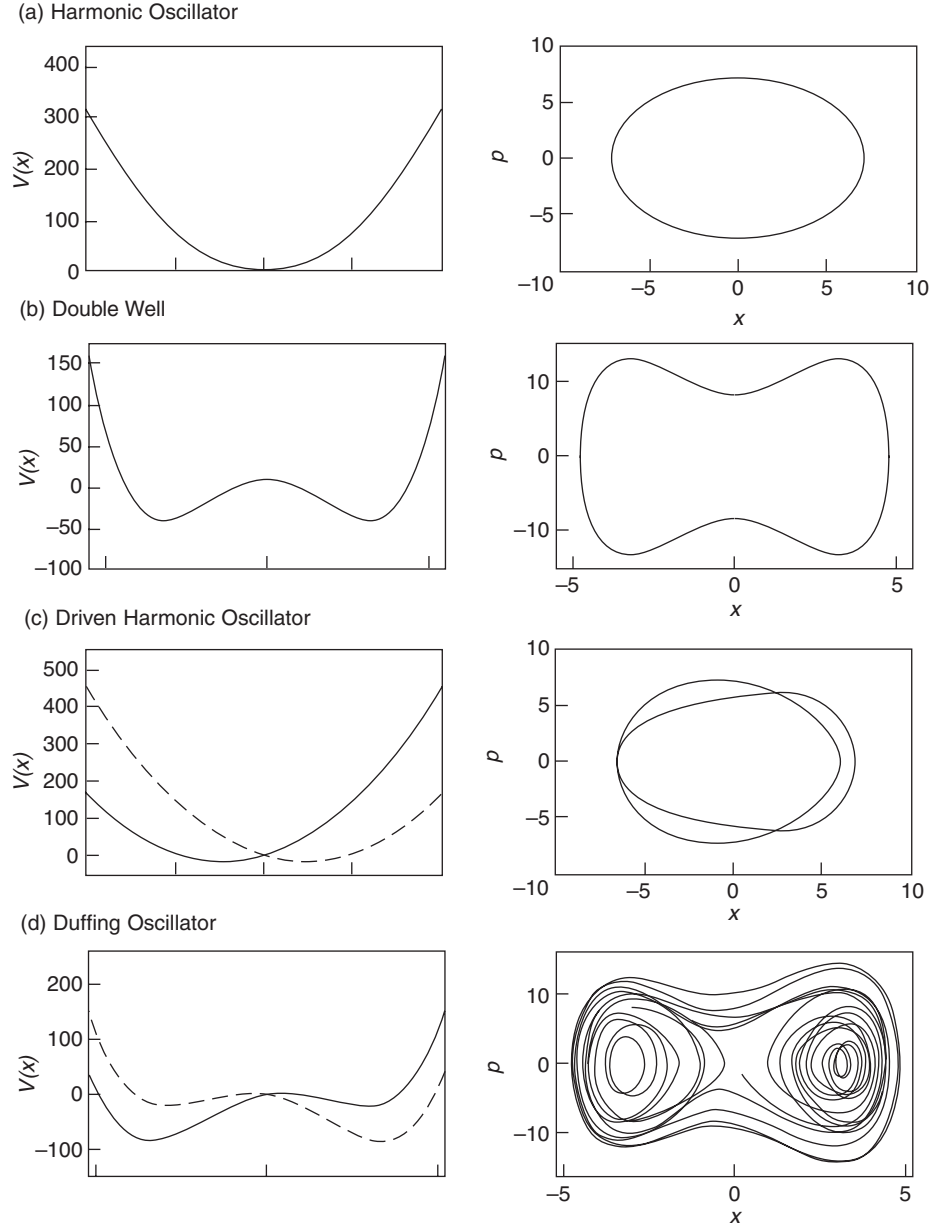 (a) Harmonic Oscillator
400
300
200
100
0
V(x)
10
5
0
−5
−10
p
−5 0 5 10
x
(b) Double Well
150
100
50
0
−50
−100
V(x)
10
0
−10
p
−5 0 5
x
(c) Driven Harmonic Oscillator
500
400
300
200
100
0
V(x)
10
5
0
−5
−10
p
−5 0 5 10
x
(d) Duffing Oscillator
200
100
0
−100
V(x)
10
0
−10
p
−5 0 5
x